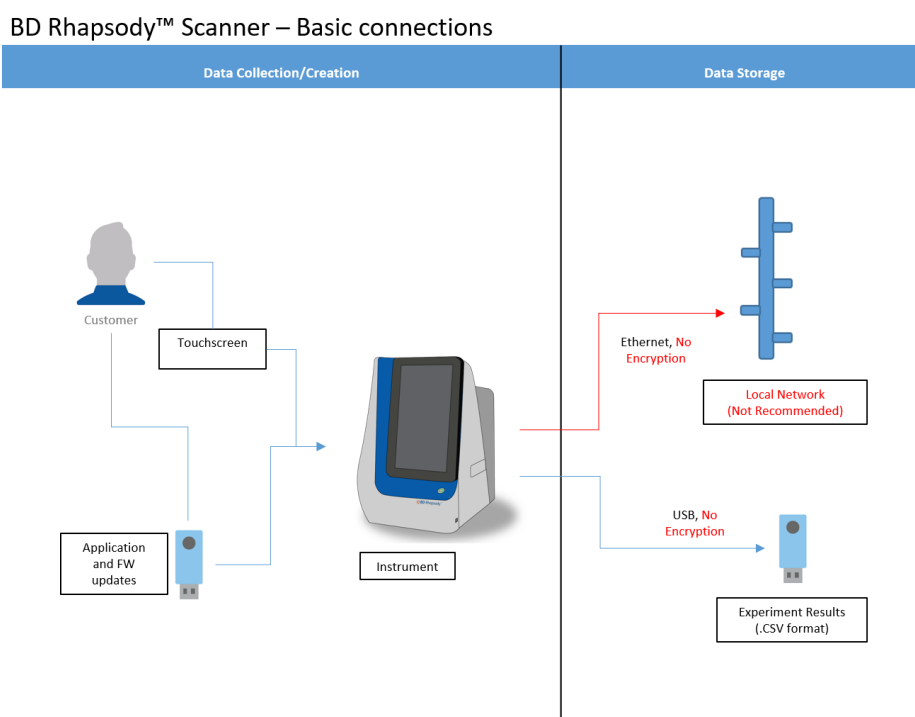 BD Rhapsody™ Scanner – Basic connections
Data Collection/Creation
Data Storage
Customer
Touchscreen
Ethernet, No
Encryption
Local Network
(Not Recommended)
USB, No
Encryption
Application
and FW
updates
Instrument
Experiment Results
(.CSV format)